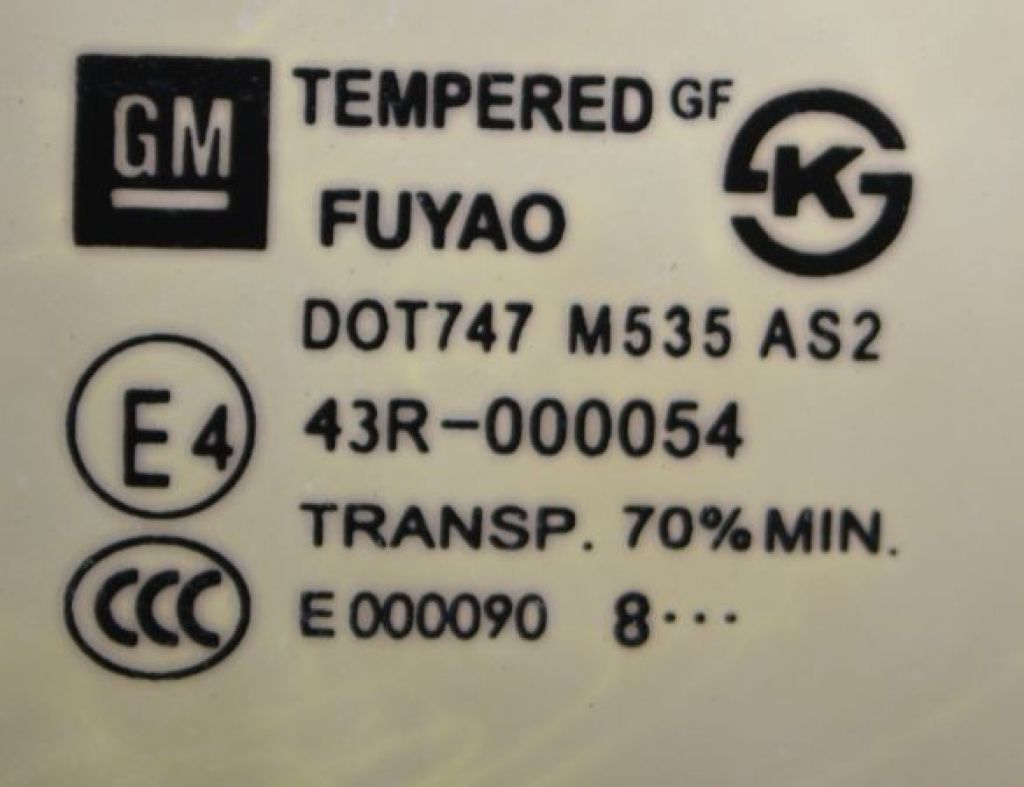 GM TEMPERED GF K
FUYAO
DOT747 M535 AS2
E4 43R-000054
TRANSP. 70% MIN.
CCC E000090 8···